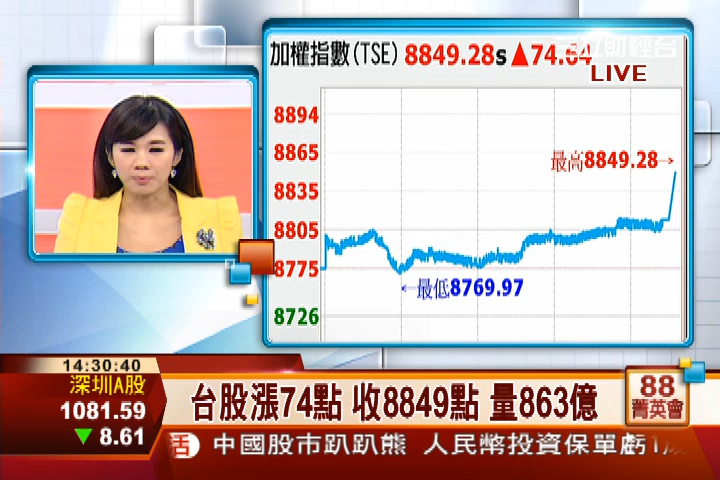 加權指數(TSE) 8849.28s ▲74.64
LIVE
8894
8865
8835
8805
8775
8726
最高8849.28→
←最低8769.97
14:30:40
深圳A股
1081.59
▼ 8.61
台股漲74點 收8849點 量863億
88
菁英會
活 中國股市趴趴熊 人民幣投資保單虧1成